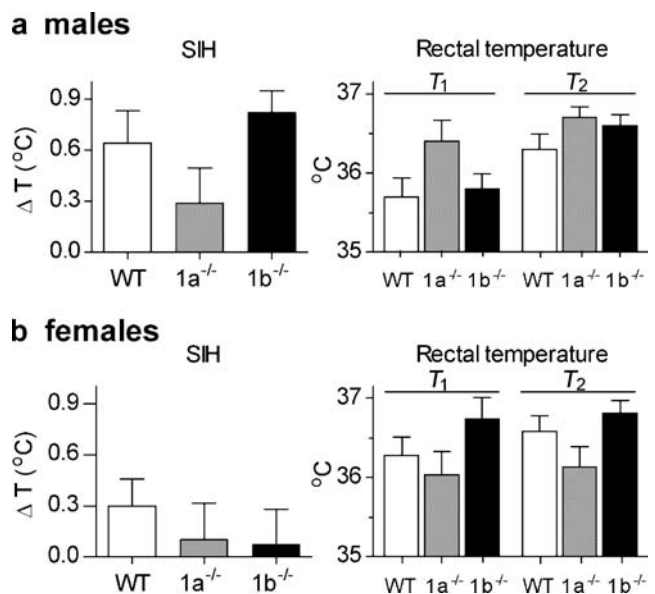 a males
SIH
Rectal temperature
T1
T2
Δ T (°C)
0.9
0.6
0.3
0.0
WT 1a-/- 1b-/-
°C
37
36
35
WT 1a-/- 1b-/- WT 1a-/- 1b-/-
b females
SIH
Rectal temperature
T1
T2
Δ T (°C)
0.9
0.6
0.3
0.0
WT 1a-/- 1b-/-
°C
37
36
35
WT 1a-/- 1b-/- WT 1a-/- 1b-/-